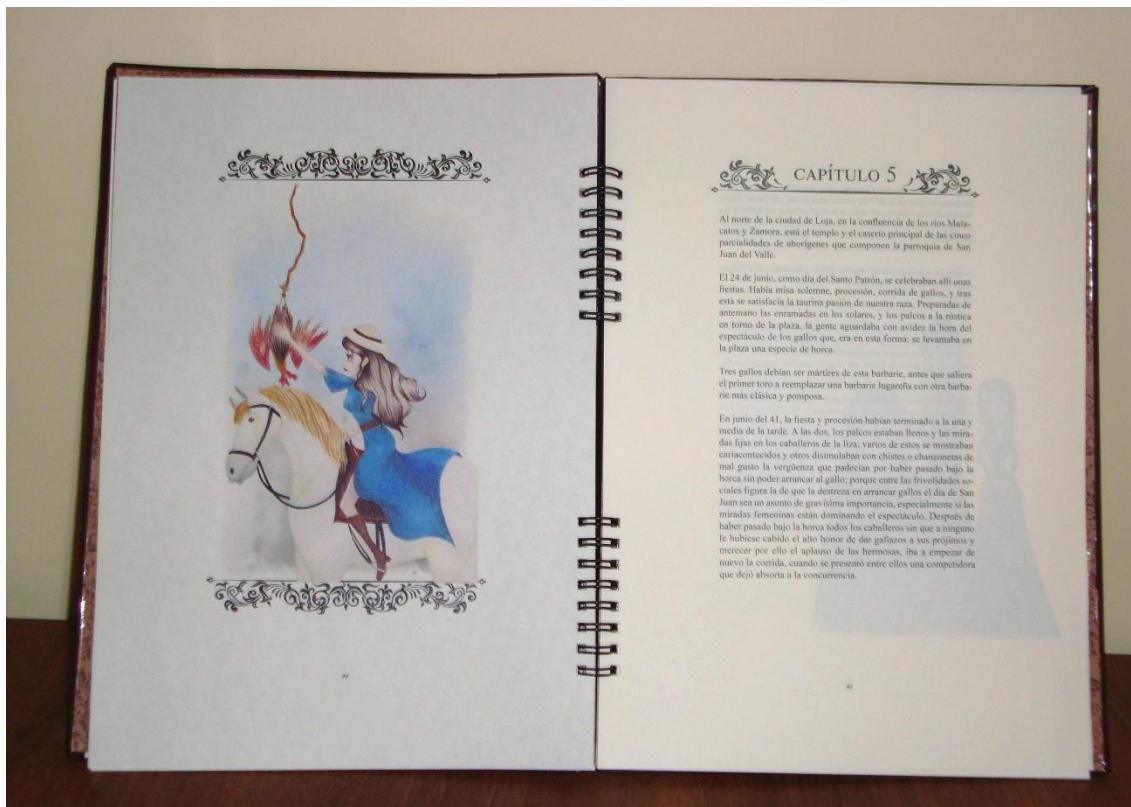 CAPÍTULO 5
Al norte de la ciudad de Loja, en la confluencia de los ríos Mala-
catos y Zamora, está el templo y el caserío principal de las cinco
parcialidades de aborígenes que componen la parroquia de San
Juan del Valle.
El 24 de junio, como día del Santo Patrón, se celebraban allí unas
fiestas. Había misa solemne, procesión, corrida de gallos, y tras
esta se satisfacía la taurina pasión de nuestra raza. Preparadas de
antemano las enramadas en los solares, y los palcos a la rústica
en torno de la plaza, la gente aguardaba con avidez la hora del
espectáculo de los gallos que, era en esta forma: se levantaba en
la plaza una especie de horca.
Tres gallos debían ser mártires de esta barbarie, antes que saliera
el primer toro a reemplazar una barbarie lugareña con otra barba-
rie más clásica y pomposa.
En junio del 41, la fiesta y procesión habían terminado a la una y
media de la tarde. A las dos, los palcos estaban llenos y las mira-
das fijas en los caballeros de la liza; varios de estos se mostraban
cariacontecidos y otros disimulaban con chistes o chanzonetas de
mal gusto la vergüenza que padecían por haber pasado bajo la
horca sin poder arrancar al gallo; porque entre las frivolidades so-
ciales figura la de que la destreza en arrancar gallos el día de San
Juan sea un asunto de gravísima importancia, especialmente si las
miradas femeninas están dominando el espectáculo. Después de
haber pasado bajo la horca todos los caballeros sin que a ninguno
le hubiese cabido el alto honor de dar gallazos a sus prójimos y
merecer por ello el aplauso de las hermosas, iba a empezar de
nuevo la corrida, cuando se presentó entre ellos una competidora
que dejó absorta a la concurrencia.